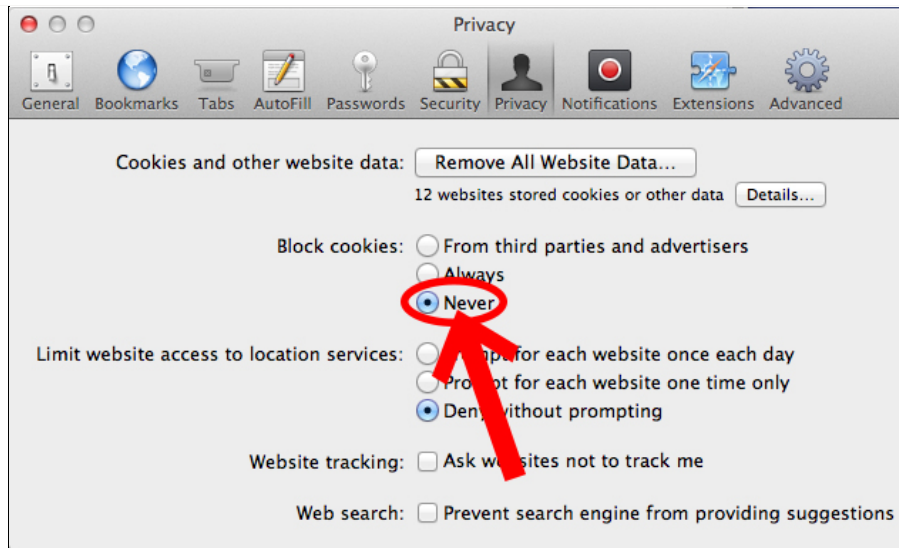 Privacy
General Bookmarks Tabs AutoFill Passwords Security Privacy Notifications Extensions Advanced
Cookies and other website data: Remove All Website Data...
12 websites stored cookies or other data Details...
Block cookies: From third parties and advertisers
Always
Never
Limit website access to location services: Prompt for each website once each day
Prompt for each website one time only
Deny without prompting
Website tracking: Ask websites not to track me
Web search: Prevent search engine from providing suggestions